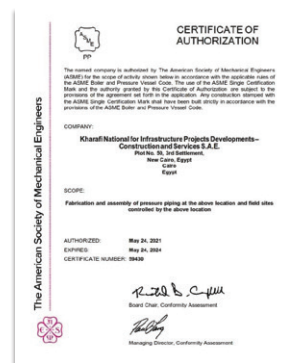 ASME
PP
CERTIFICATE OF
AUTHORIZATION
The named company is authorized by The American Society of Mechanical Engineers
(ASME) for the scope of activity shown below in accordance with the applicable rules of
the ASME Boiler and Pressure Vessel Code. The use of the ASME Single Certification
Mark and the authority granted by this Certificate of Authorization are subject to the
provisions of the agreement set forth in the application. Any construction stamped with
the ASME Single Certification Mark shall have been built strictly in accordance with the
provisions of the ASME Boiler and Pressure Vessel Code.
COMPANY:
Kharafi National for Infrastructure Projects Developments–
Construction and Services S.A.E.
Plot No. 59, 3rd Settlement,
New Cairo, Egypt
Cairo
Egypt
SCOPE:
Fabrication and assembly of pressure piping at the above location and field sites
controlled by the above location
AUTHORIZED: May 24, 2021
EXPIRES: May 24, 2024
CERTIFICATE NUMBER: 59430
Board Chair, Conformity Assessment
Managing Director, Conformity Assessment
The American Society of Mechanical Engineers